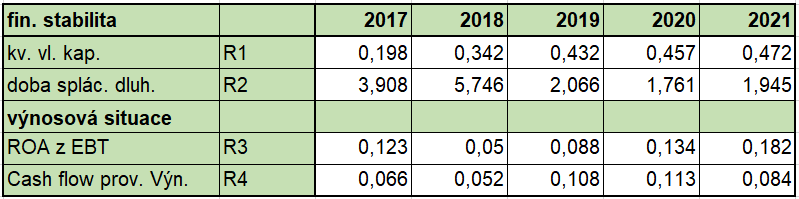 fin. stabilita 2017 2018 2019 2020 2021
kv. vl. kap. R1 0,198 0,342 0,432 0,457 0,472
doba splác. dluh. R2 3,908 5,746 2,066 1,761 1,945
výnosová situace
ROA z EBT R3 0,123 0,05 0,088 0,134 0,182
Cash flow prov. Výn. R4 0,066 0,052 0,108 0,113 0,084